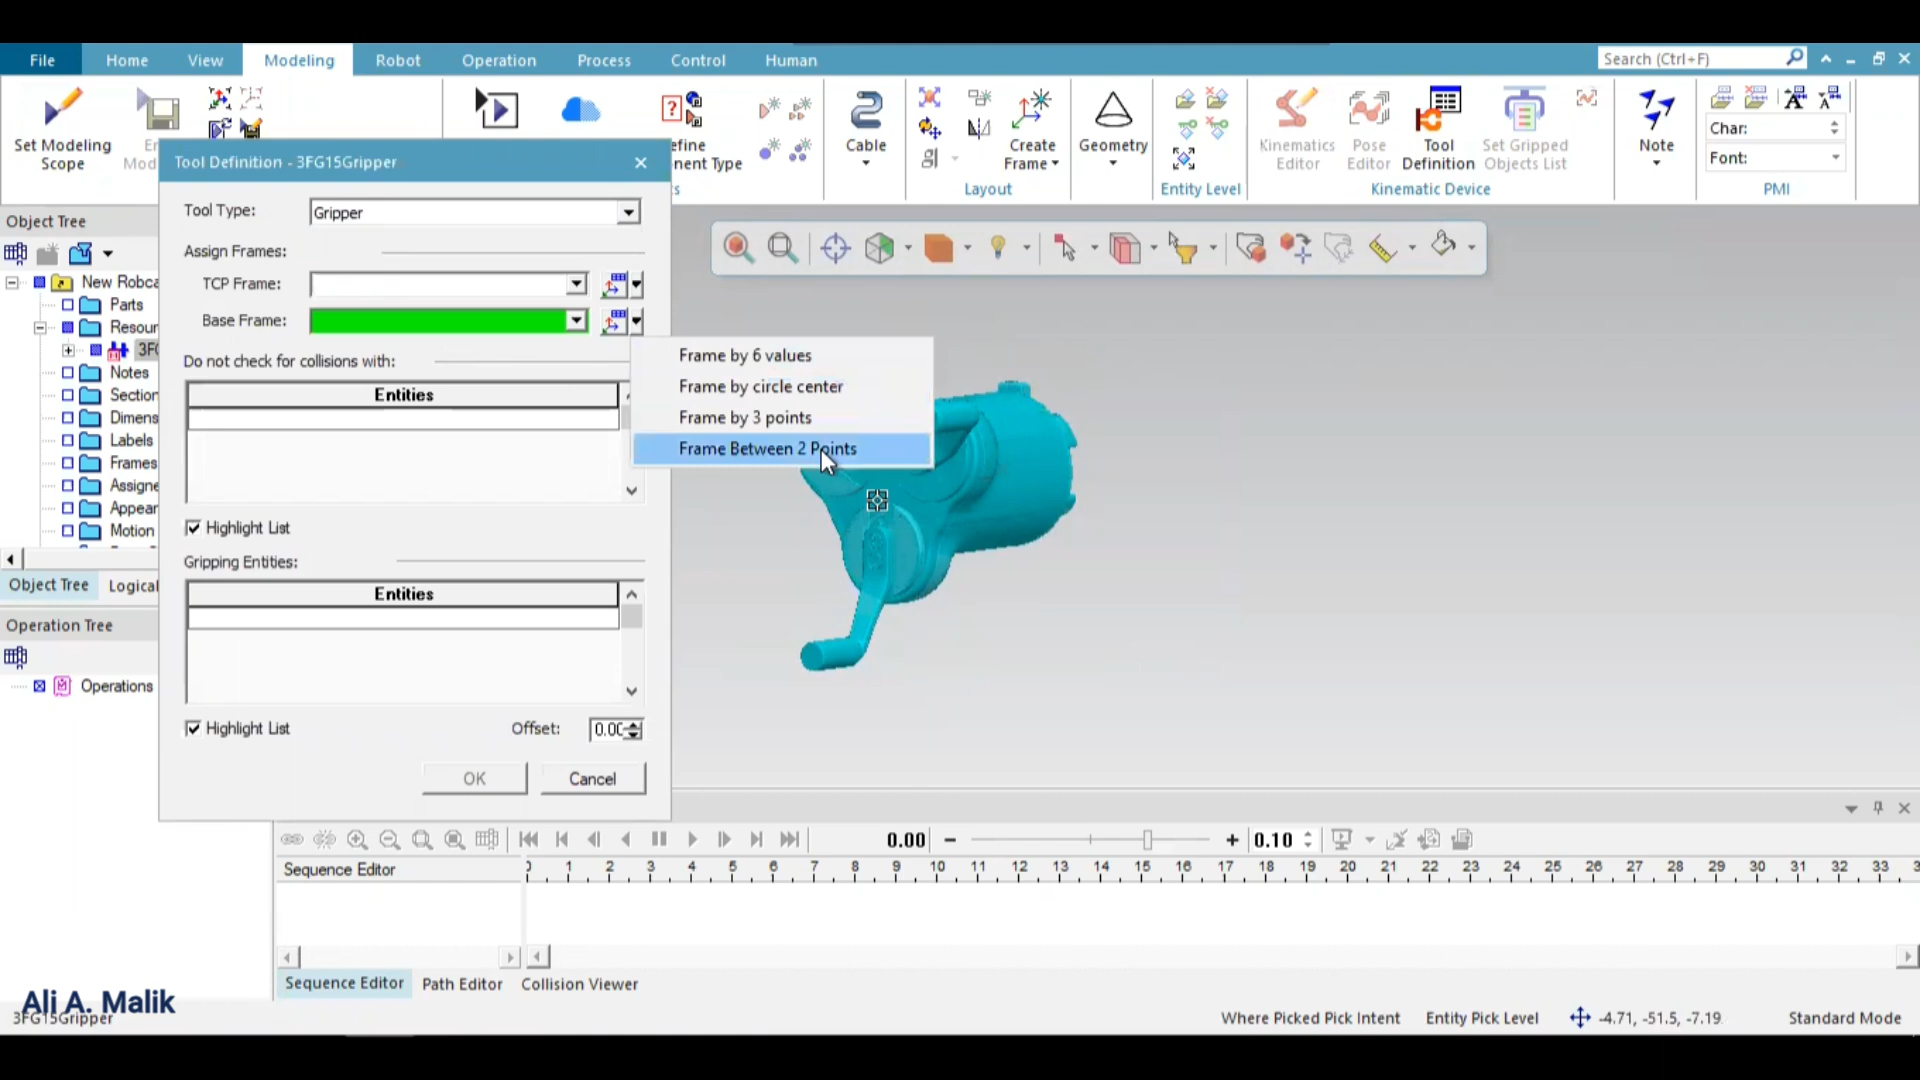 File Home View Modeling Robot Operation Process Control Human Search (Ctrl+F)
Set Modeling Scope
Cable
Create Frame
Geometry
Kinematics Editor
Pose Editor
Tool Definition
Set Gripped Objects List
Note
Char:
Font:
Layout
Entity Level
Kinematic Device
PMI
Tool Definition - 3FG15Gripper
Tool Type: Gripper
Assign Frames:
TCP Frame:
Base Frame:
Do not check for collisions with:
Entities
Highlight List
Gripping Entities:
Entities
Highlight List
Offset:
OK
Cancel
Frame by 6 values
Frame by circle center
Frame by 3 points
Frame Between 2 Points
Object Tree
New Robca
Parts
Resour
3F
Notes
Section
Dimens
Labels
Frames
Assigne
Appear
Motion
Object Tree Logical
Operation Tree
Operations
0.00
0.10
Sequence Editor
1 2 3 4 5 6 7 8 9 10 11 12 13 14 15 16 17 18 19 20 21 22 23 24 25 26 27 28 29 30 31 32 33
Sequence Editor Path Editor Collision Viewer
Ali A. Malik
3FG15Gripper
Where Picked Pick Intent Entity Pick Level -4.71, -51.5, -7.19 Standard Mode